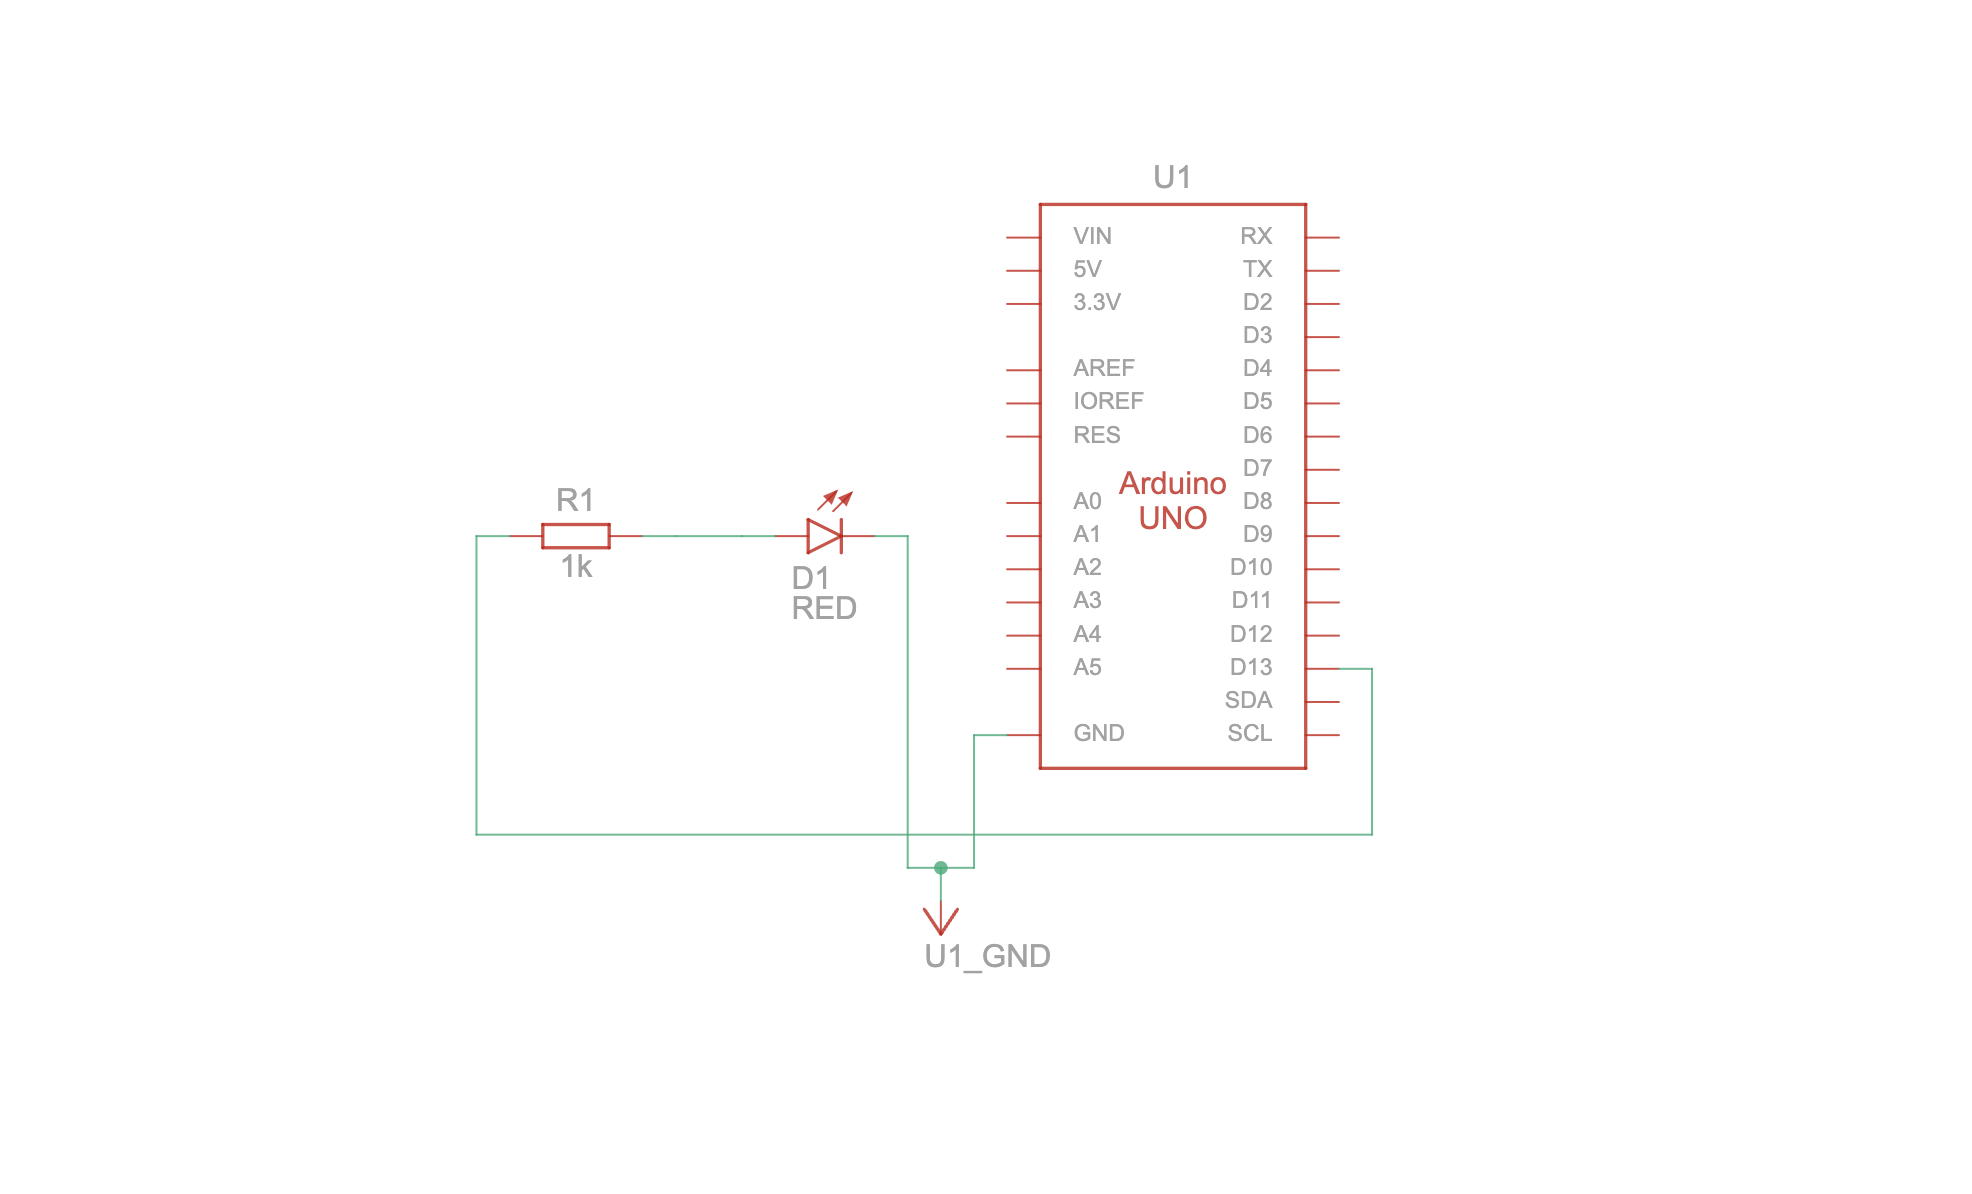 U1
VIN
RX
5V
TX
3.3V
D2
D3
AREF
D4
IOREF
D5
RES
D6
D7
Arduino
UNO
A0
D8
A1
D9
A2
D10
A3
D11
A4
D12
A5
D13
SDA
GND
SCL
R1
1k
D1
RED
U1_GND